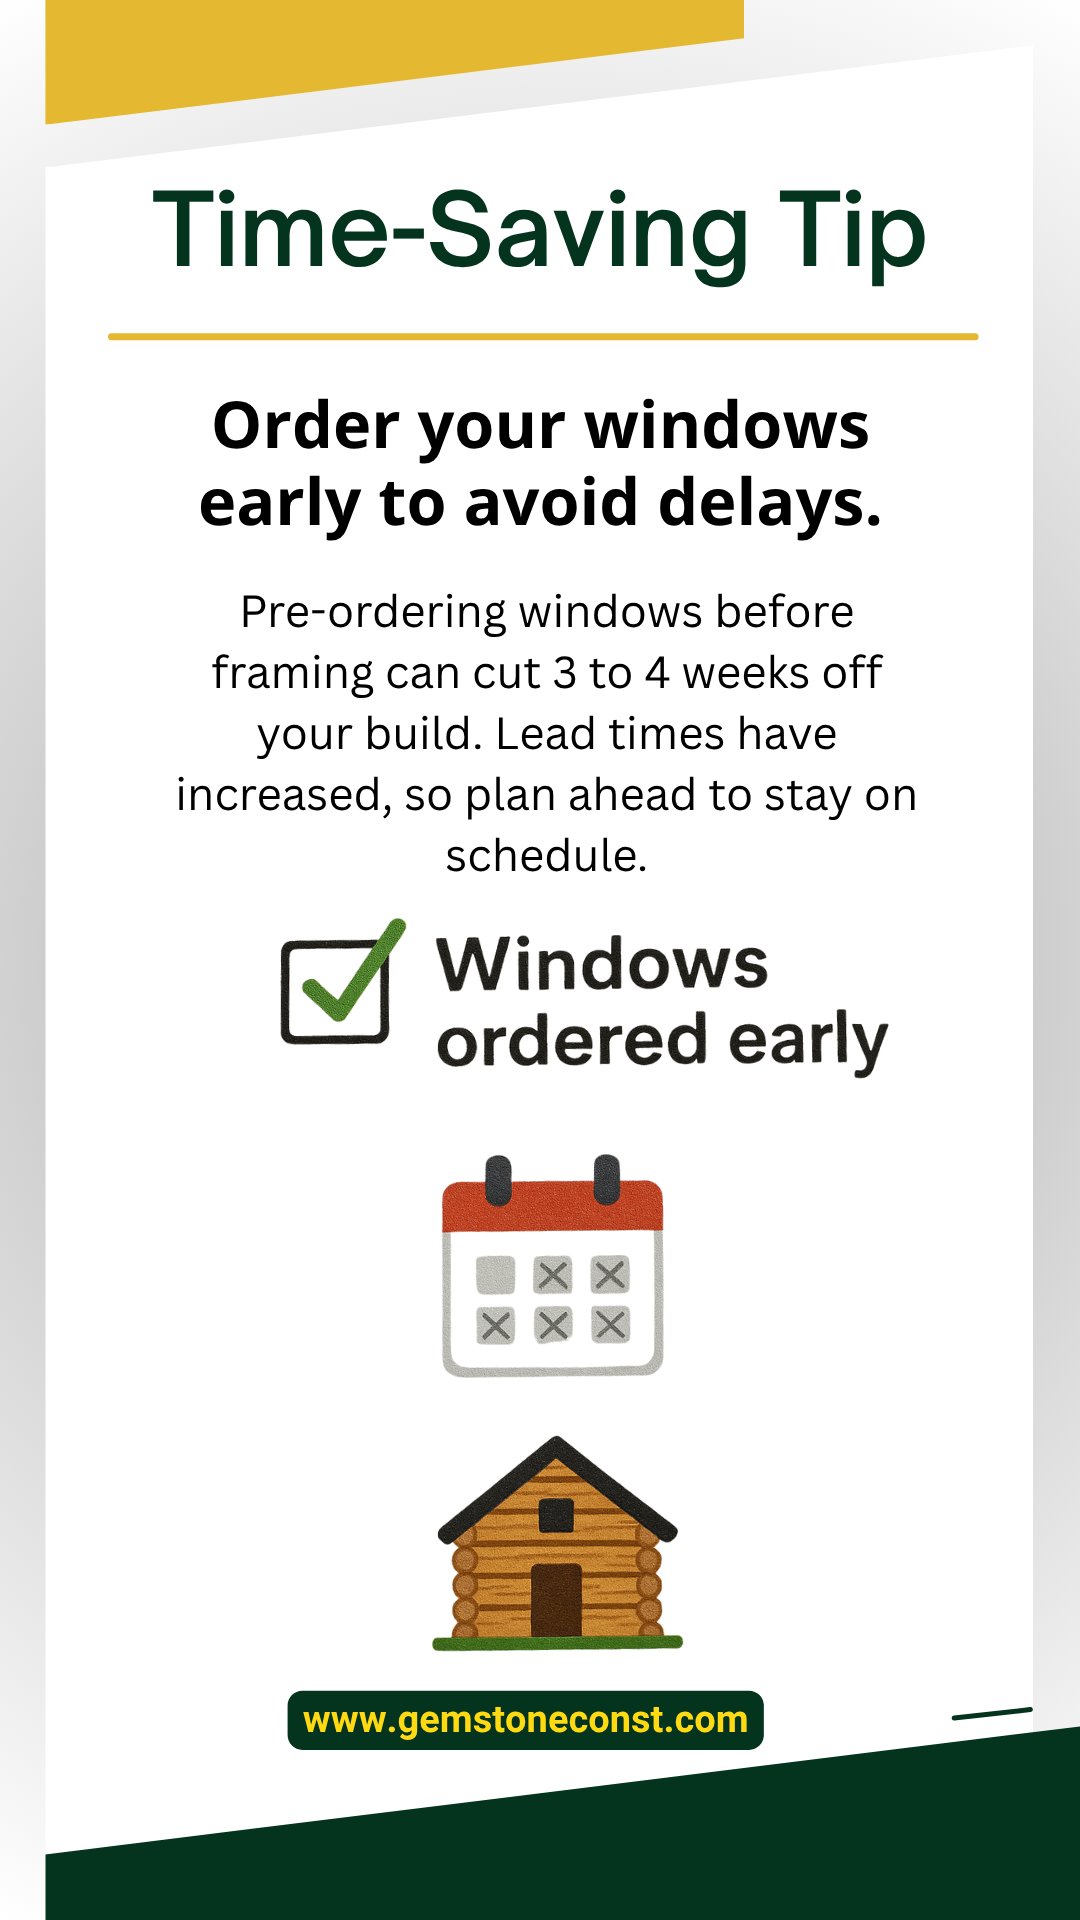 Time-Saving Tip
Order your windows
early to avoid delays.
Pre-ordering windows before
framing can cut 3 to 4 weeks off
your build. Lead times have
increased, so plan ahead to stay on
schedule.
Windows
ordered early
www.gemstoneconst.com